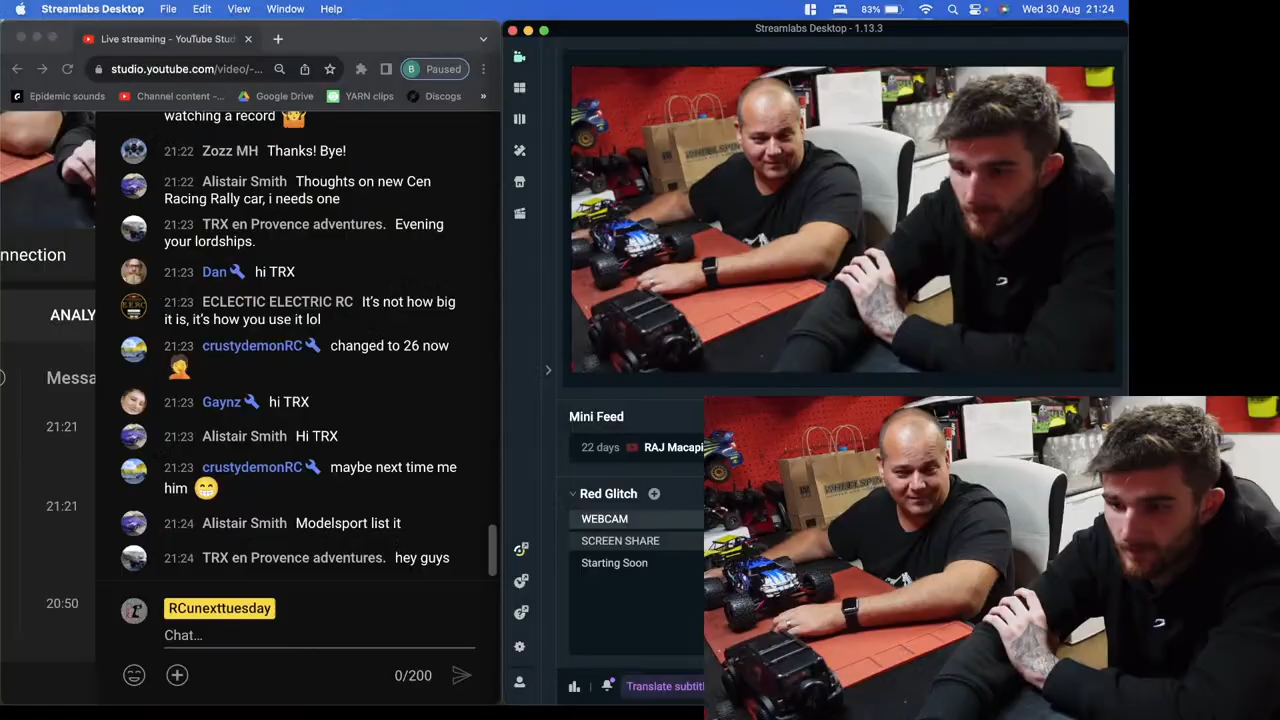 Streamlabs Desktop File Edit View Window Help 83% Wed 30 Aug 21:24
Live streaming - YouTube Stud
studio.youtube.com/video/-... Paused
Epidemic sounds Channel content -... Google Drive YARN clips Discogs »
watching a record
21:22 Zozz MH Thanks! Bye!
21:22 Alistair Smith Thoughts on new Cen
Racing Rally car, i needs one
21:23 TRX en Provence adventures. Evening
your lordships.
21:23 Dan hi TRX
21:23 ECLECTIC ELECTRIC RC It's not how big
it is, it's how you use it lol
21:23 crustydemonRC changed to 26 now
21:23 Gaynz hi TRX
21:23 Alistair Smith Hi TRX
21:23 crustydemonRC maybe next time me
him
21:24 Alistair Smith Modelsport list it
21:24 TRX en Provence adventures. hey guys
RCunexttuesday
Chat...
0/200
nnection
ANALY
Messa
21:21
21:21
20:50
Streamlabs Desktop - 1.13.3
Mini Feed
22 days RAJ Macapi
Red Glitch
WEBCAM
SCREEN SHARE
Starting Soon
Translate subtitl